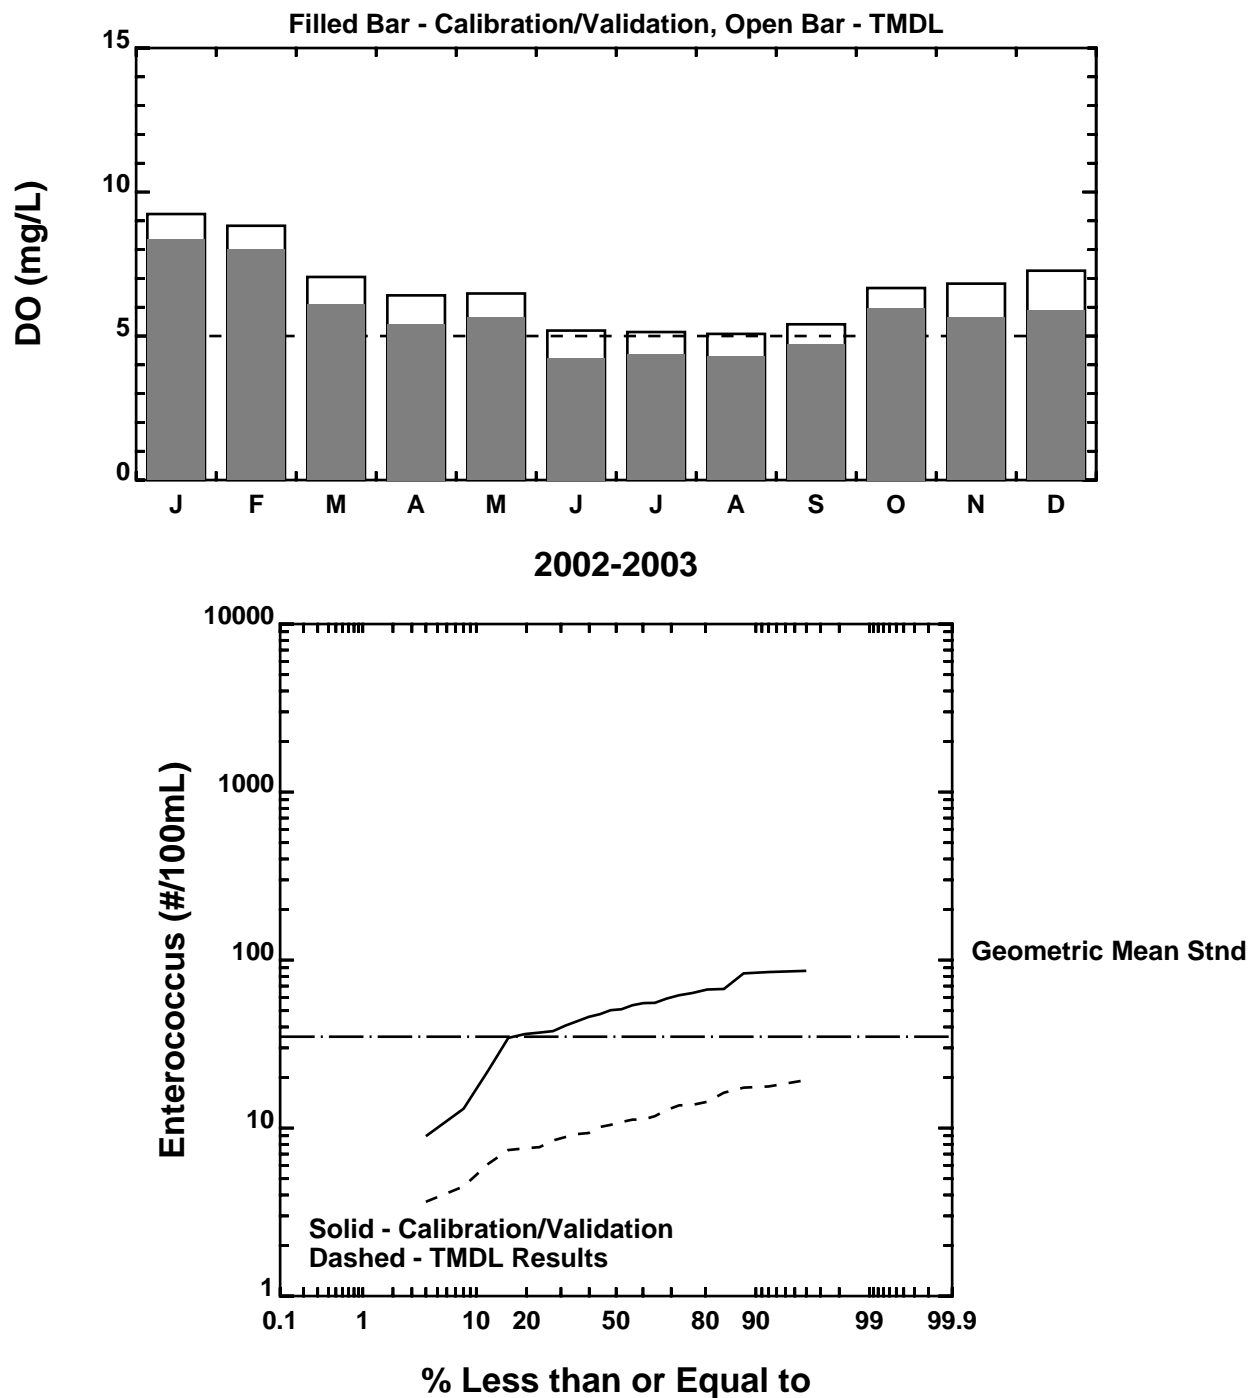 Filled Bar - Calibration/Validation, Open Bar - TMDL
15
10
5
0
DO (mg/L)
J F M A M J J A S O N D
2002-2003
10000
1000
100
10
1
Enterococcus (#/100mL)
Geometric Mean Stnd
Solid - Calibration/Validation
Dashed - TMDL Results
0.1 1 10 20 50 80 90 99 99.9
% Less than or Equal to